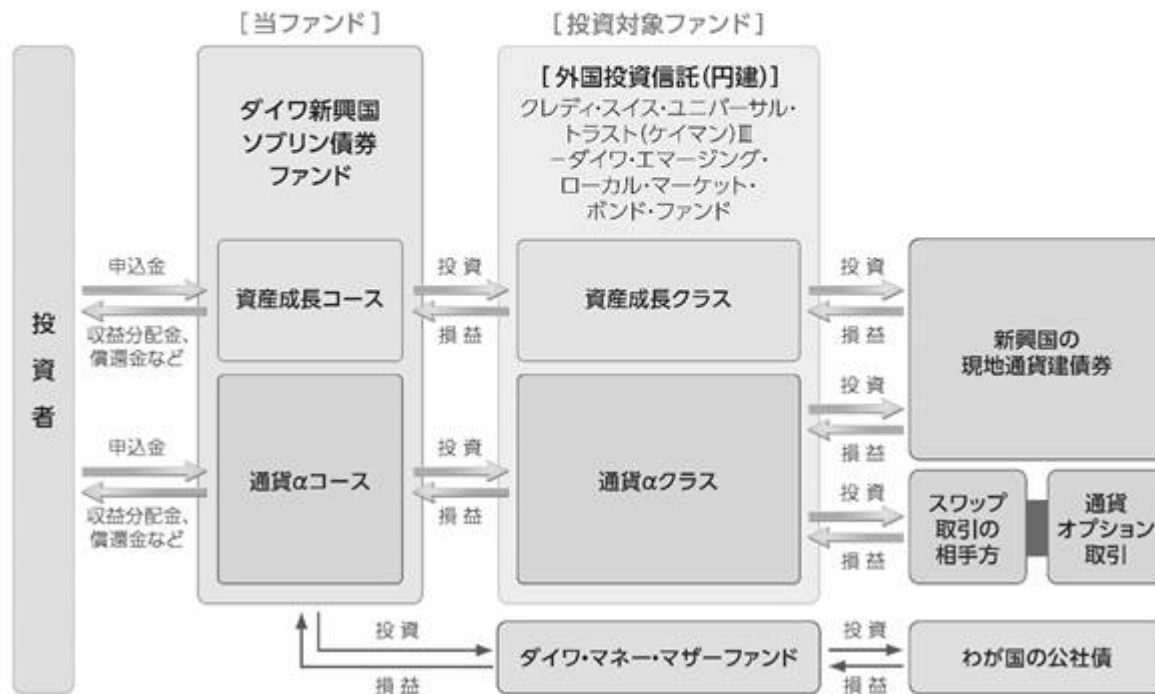 [当ファンド]
[投資対象ファンド]
投資者
ダイワ新興国
ソブリン債券
ファンド
[外国投資信託(円建)]
クレディ・スイス・ユニバーサル・
トラスト(ケイマン)Ⅲ
－ダイワ・エマージング・
ローカル・マーケット・
ボンド・ファンド
申込金
収益分配金、
償還金など
資産成長コース
投資
損益
資産成長クラス
投資
損益
新興国の
現地通貨建債券
投資
損益
申込金
収益分配金、
償還金など
通貨αコース
投資
損益
通貨αクラス
投資
損益
スワップ
取引の
相手方
通貨
オプション
取引
投資
損益
ダイワ・マネー・マザーファンド
投資
損益
わが国の公社債